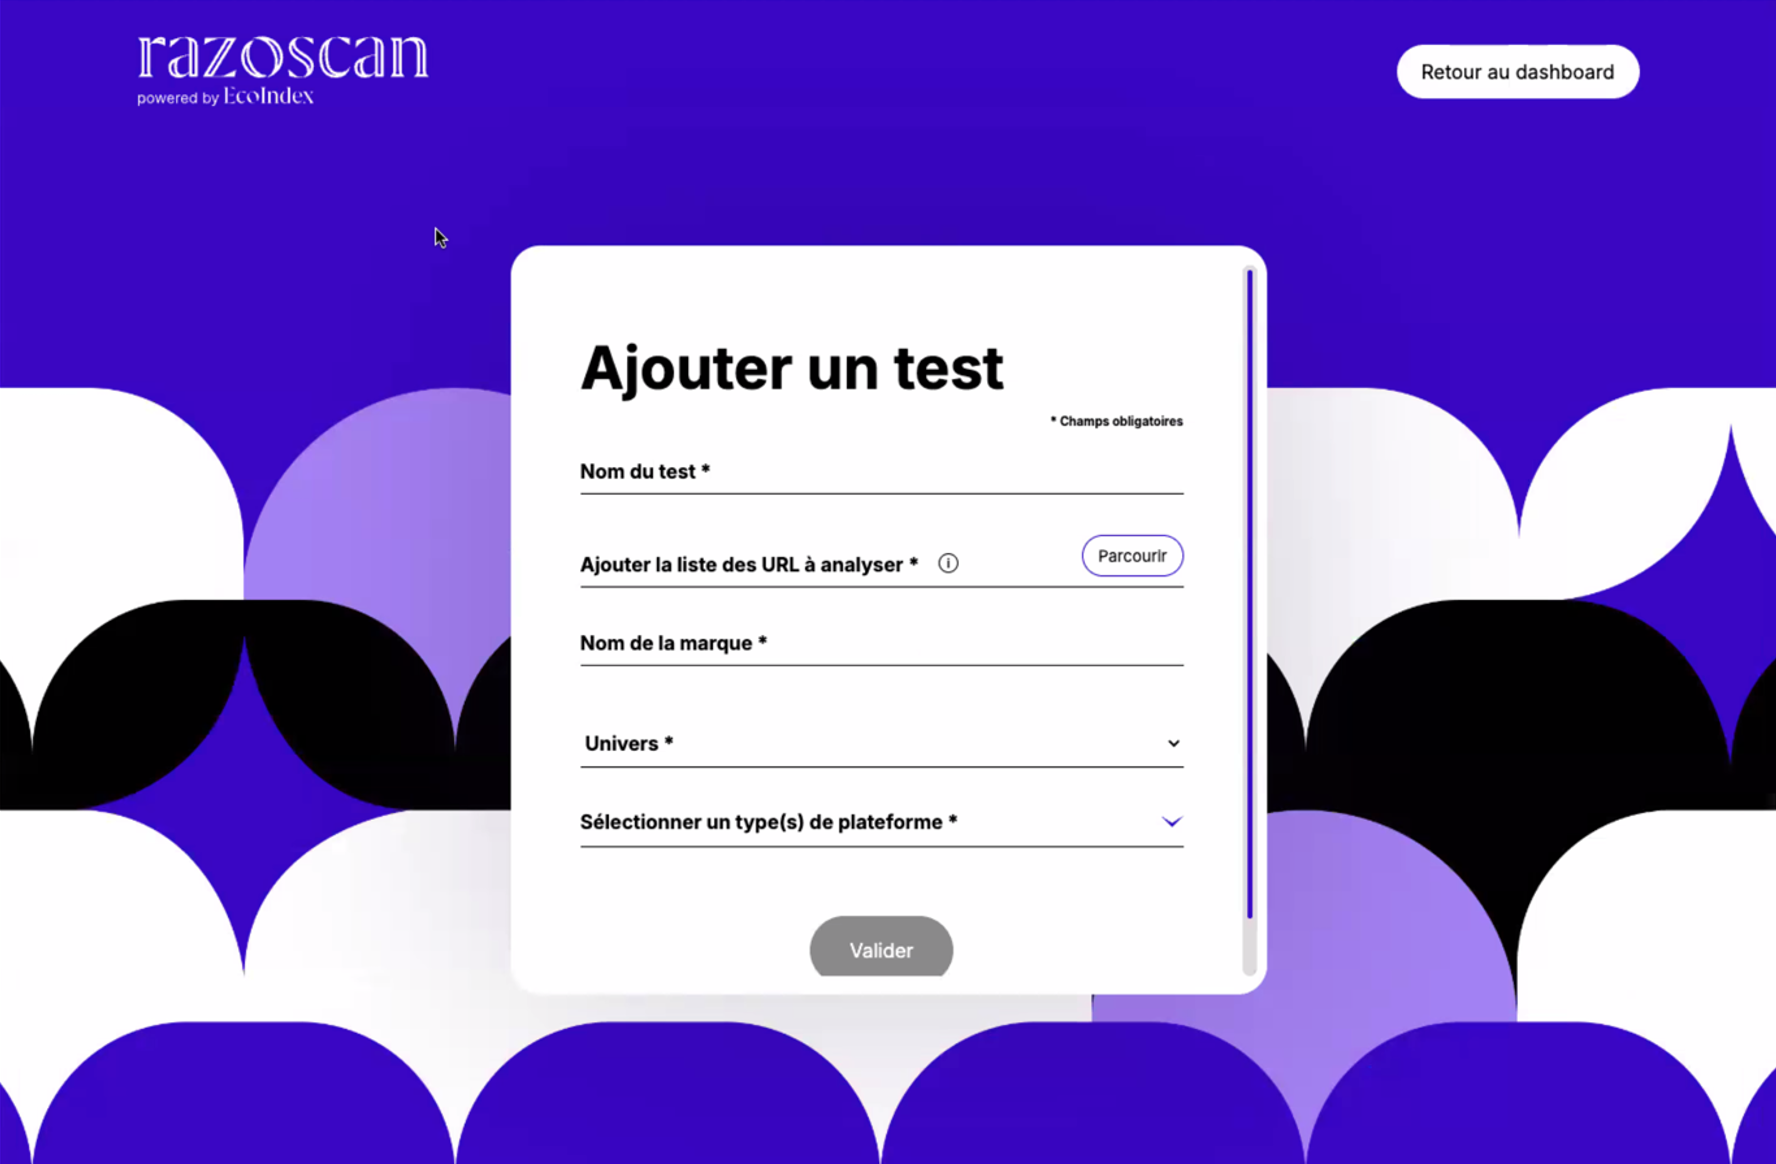 razoscan
powered by EcoIndex
Retour au dashboard
Ajouter un test
* Champs obligatoires
Nom du test *
Ajouter la liste des URL à analyser * i
Parcourir
Nom de la marque *
Univers *
Sélectionner un type(s) de plateforme *
Valider